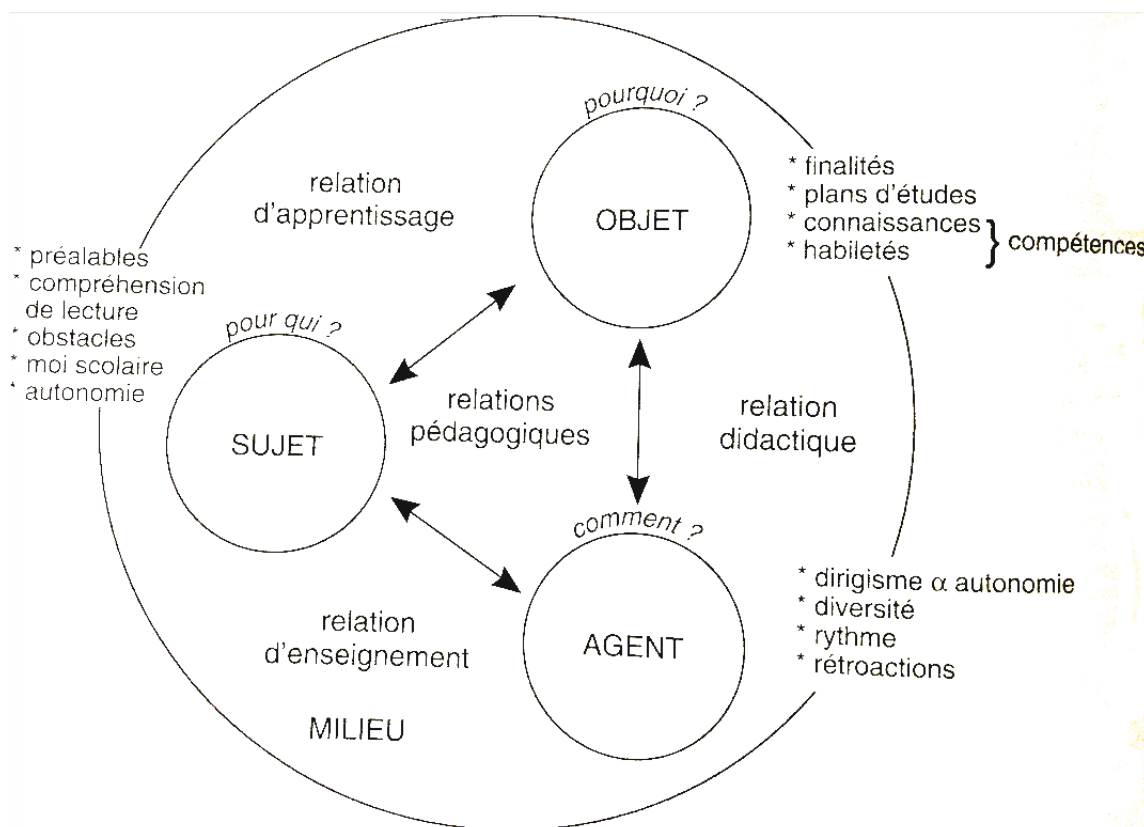 pourquoi ?
OBJET
* finalités
* plans d'études
* connaissances
* habiletés
} compétences
relation
d'apprentissage
* préalables
* compréhension
de lecture
* obstacles
* moi scolaire
* autonomie
pour qui ?
SUJET
relations
pédagogiques
relation
didactique
comment ?
AGENT
* dirigisme α autonomie
* diversité
* rythme
* rétroactions
relation
d'enseignement
MILIEU